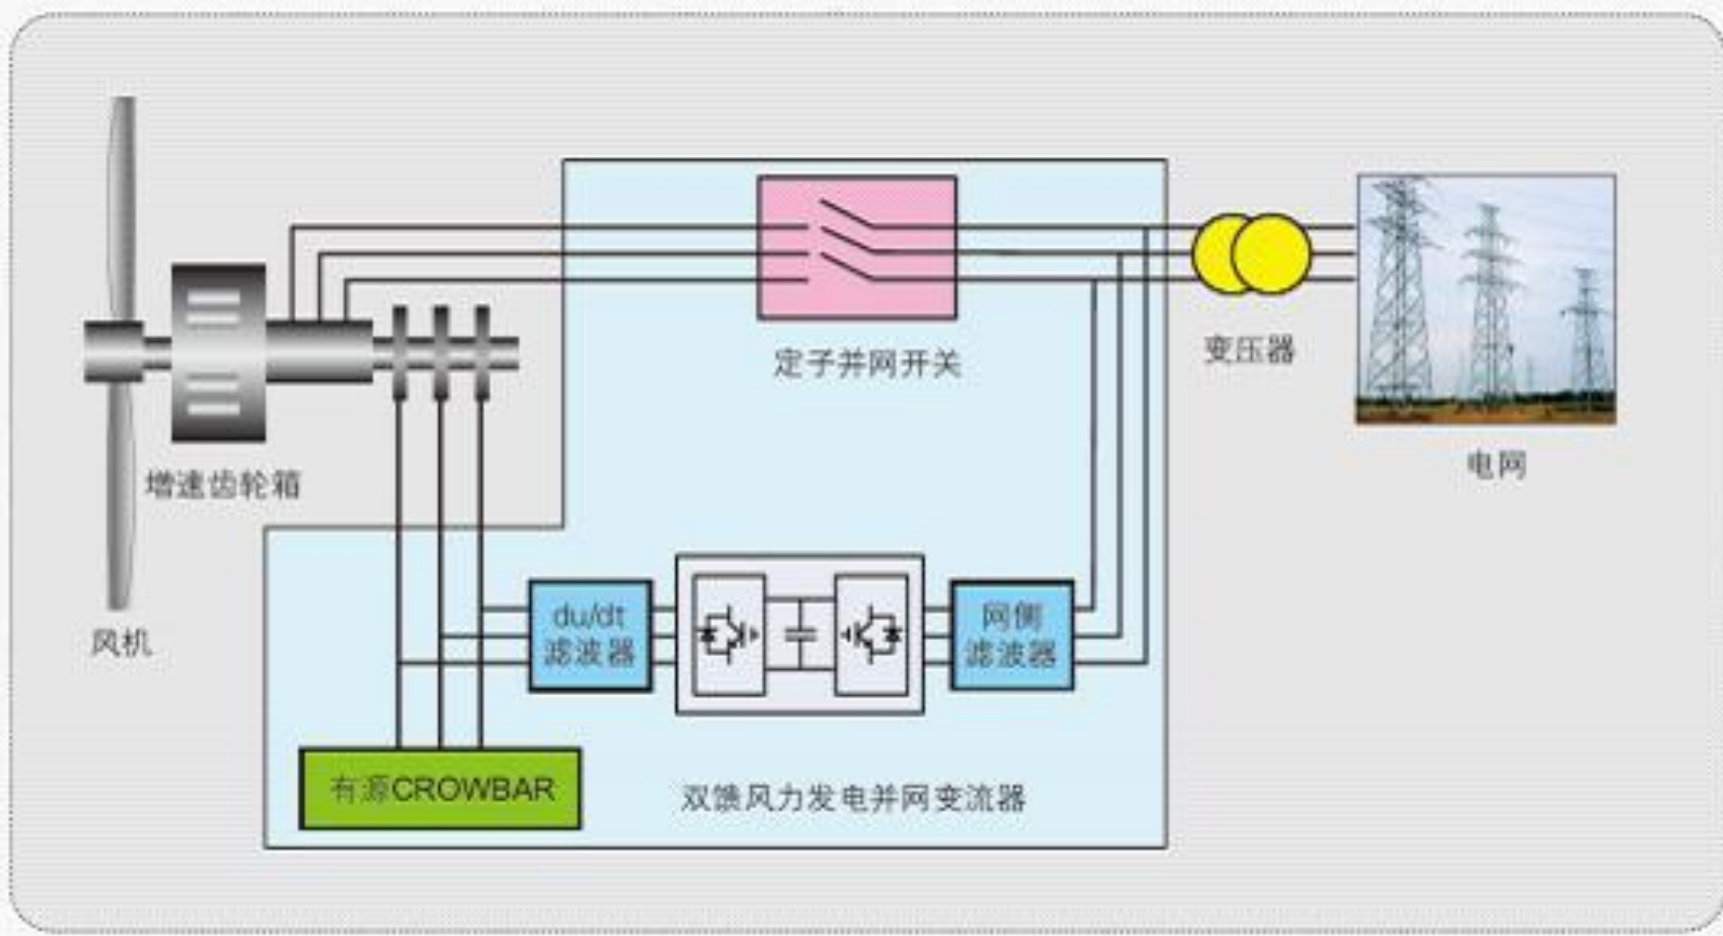 定子并网开关
变压器
电网
增速齿轮箱
风机
du/dt
滤波器
网侧
滤波器
有源CROWBAR
双馈风力发电并网变流器